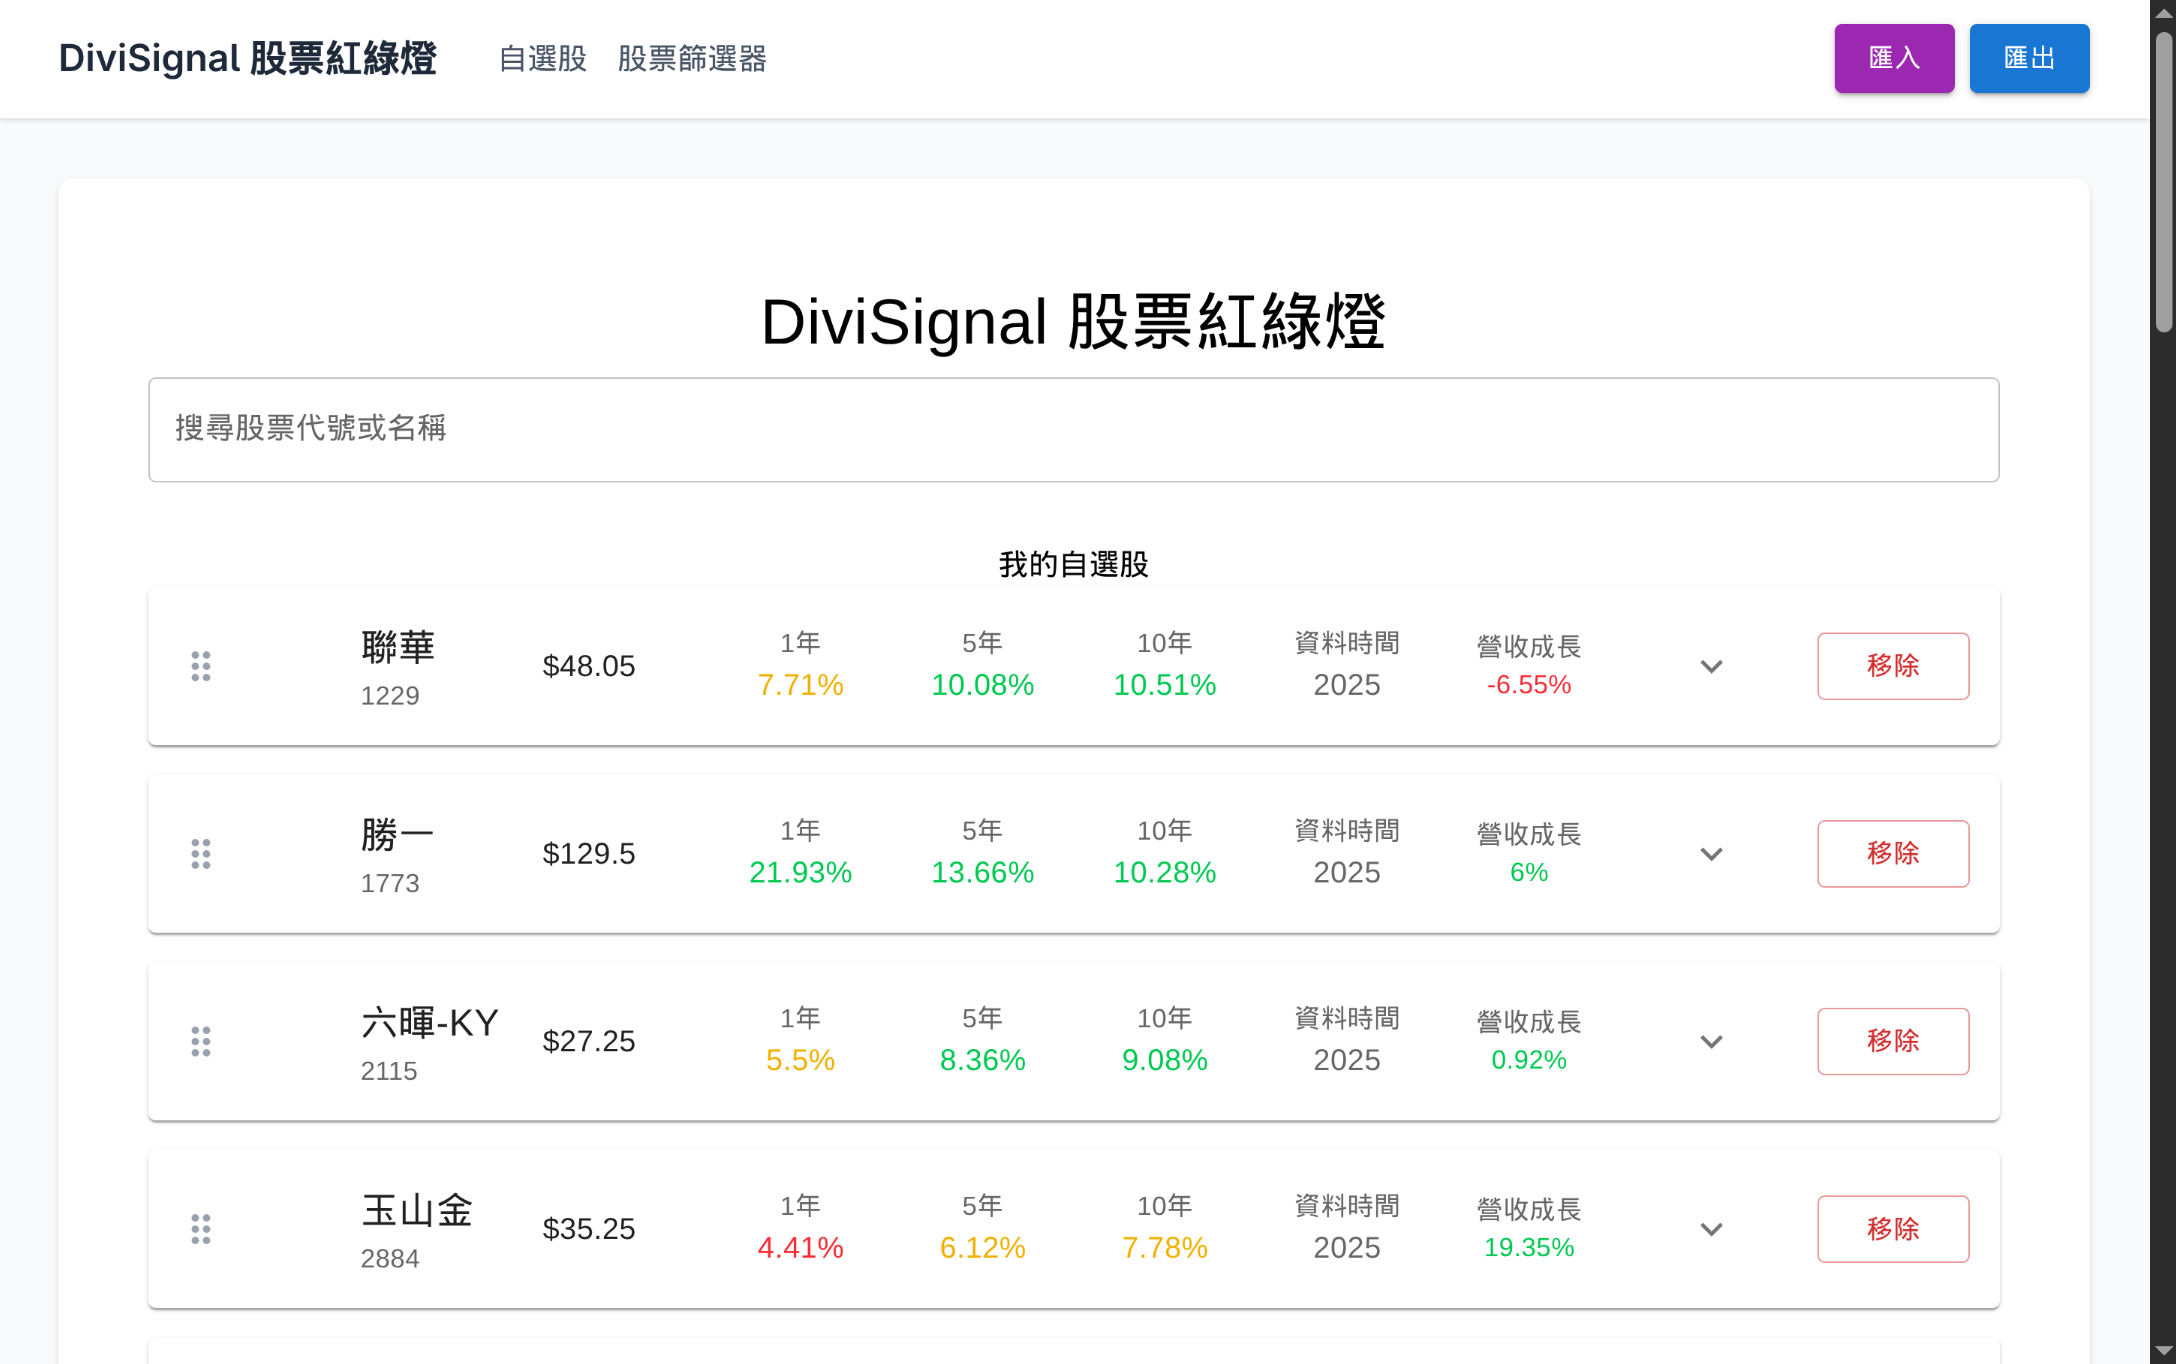 DiviSignal 股票紅綠燈 自選股 股票篩選器 匯入 匯出
DiviSignal 股票紅綠燈
搜尋股票代號或名稱
我的自選股
聯華
1229
$48.05
1年
7.71%
5年
10.08%
10年
10.51%
資料時間
2025
營收成長
-6.55%
移除
勝一
1773
$129.5
1年
21.93%
5年
13.66%
10年
10.28%
資料時間
2025
營收成長
6%
移除
六暉-KY
2115
$27.25
1年
5.5%
5年
8.36%
10年
9.08%
資料時間
2025
營收成長
0.92%
移除
玉山金
2884
$35.25
1年
4.41%
5年
6.12%
10年
7.78%
資料時間
2025
營收成長
19.35%
移除